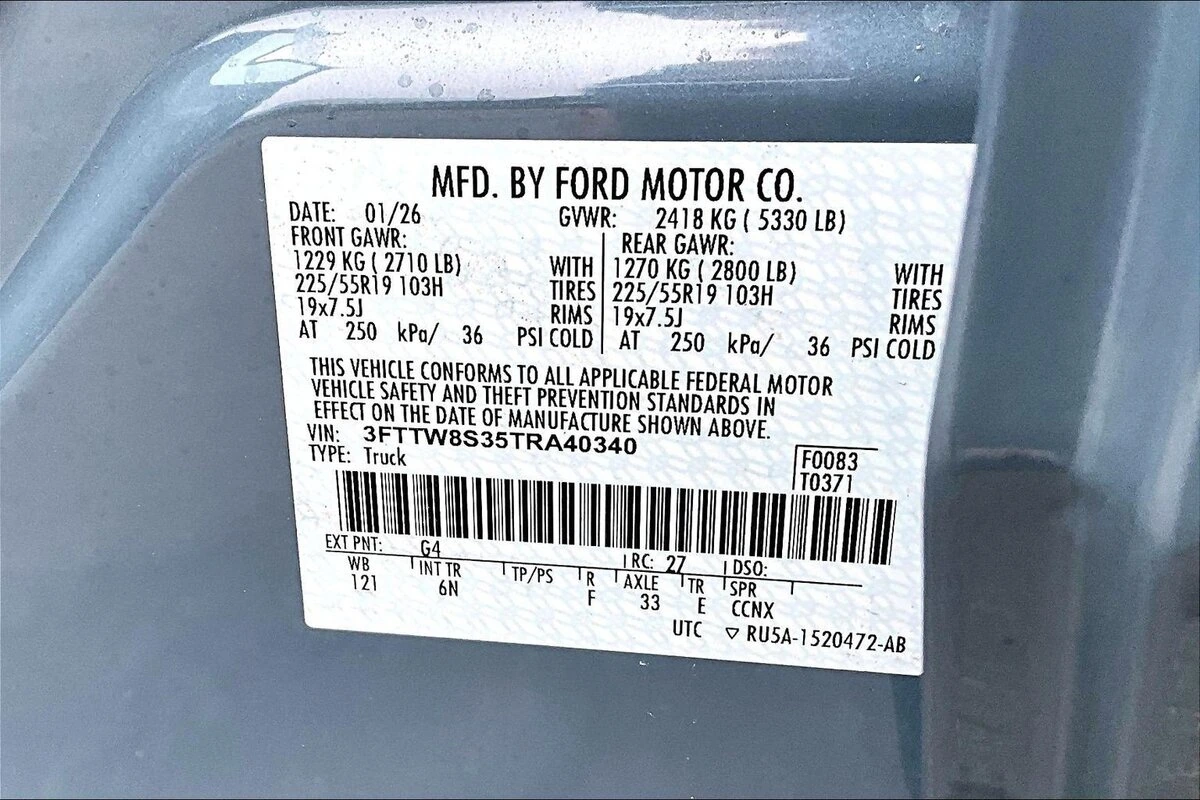 MFD. BY FORD MOTOR CO.
DATE: 01/26 GVWR: 2418 KG ( 5330 LB)
FRONT GAWR: REAR GAWR:
1229 KG ( 2710 LB) WITH 1270 KG ( 2800 LB) WITH
225/55R19 103H TIRES 225/55R19 103H TIRES
19x7.5J RIMS 19x7.5J RIMS
AT 250 kPa/ 36 PSI COLD AT 250 kPa/ 36 PSI COLD
THIS VEHICLE CONFORMS TO ALL APPLICABLE FEDERAL MOTOR
VEHICLE SAFETY AND THEFT PREVENTION STANDARDS IN
EFFECT ON THE DATE OF MANUFACTURE SHOWN ABOVE.
VIN: 3FTTW8S35TRA40340
TYPE: Truck
F0083
T0371
EXT PNT: G4 RC: 27 DSO:
WB INT TR TP/PS R AXLE TR SPR
121 6N F 33 E CCNX
UTC ▽ RU5A-1520472-AB